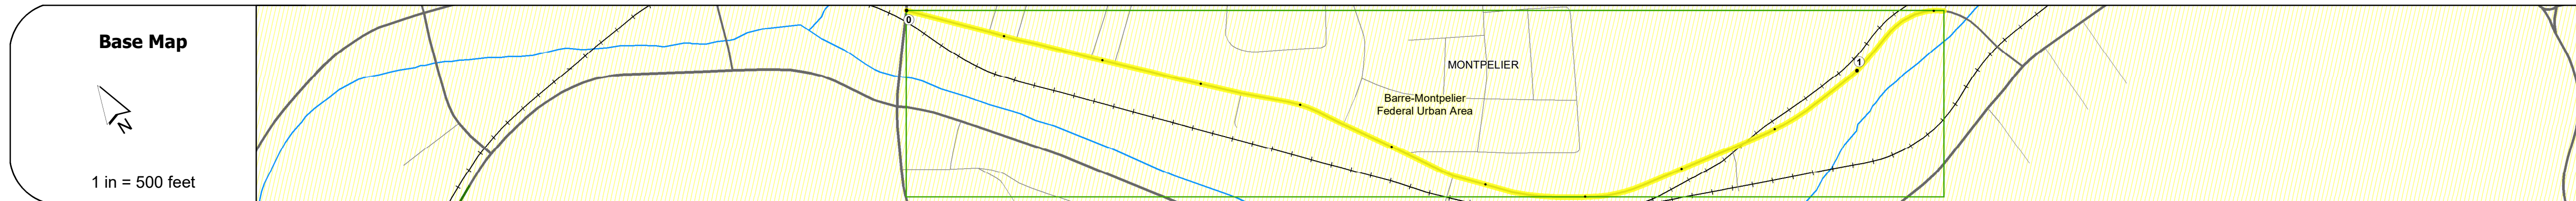 Base Map
N
1 in = 500 feet
0
MONTPELIER
Barre-Montpelier
Federal Urban Area
1